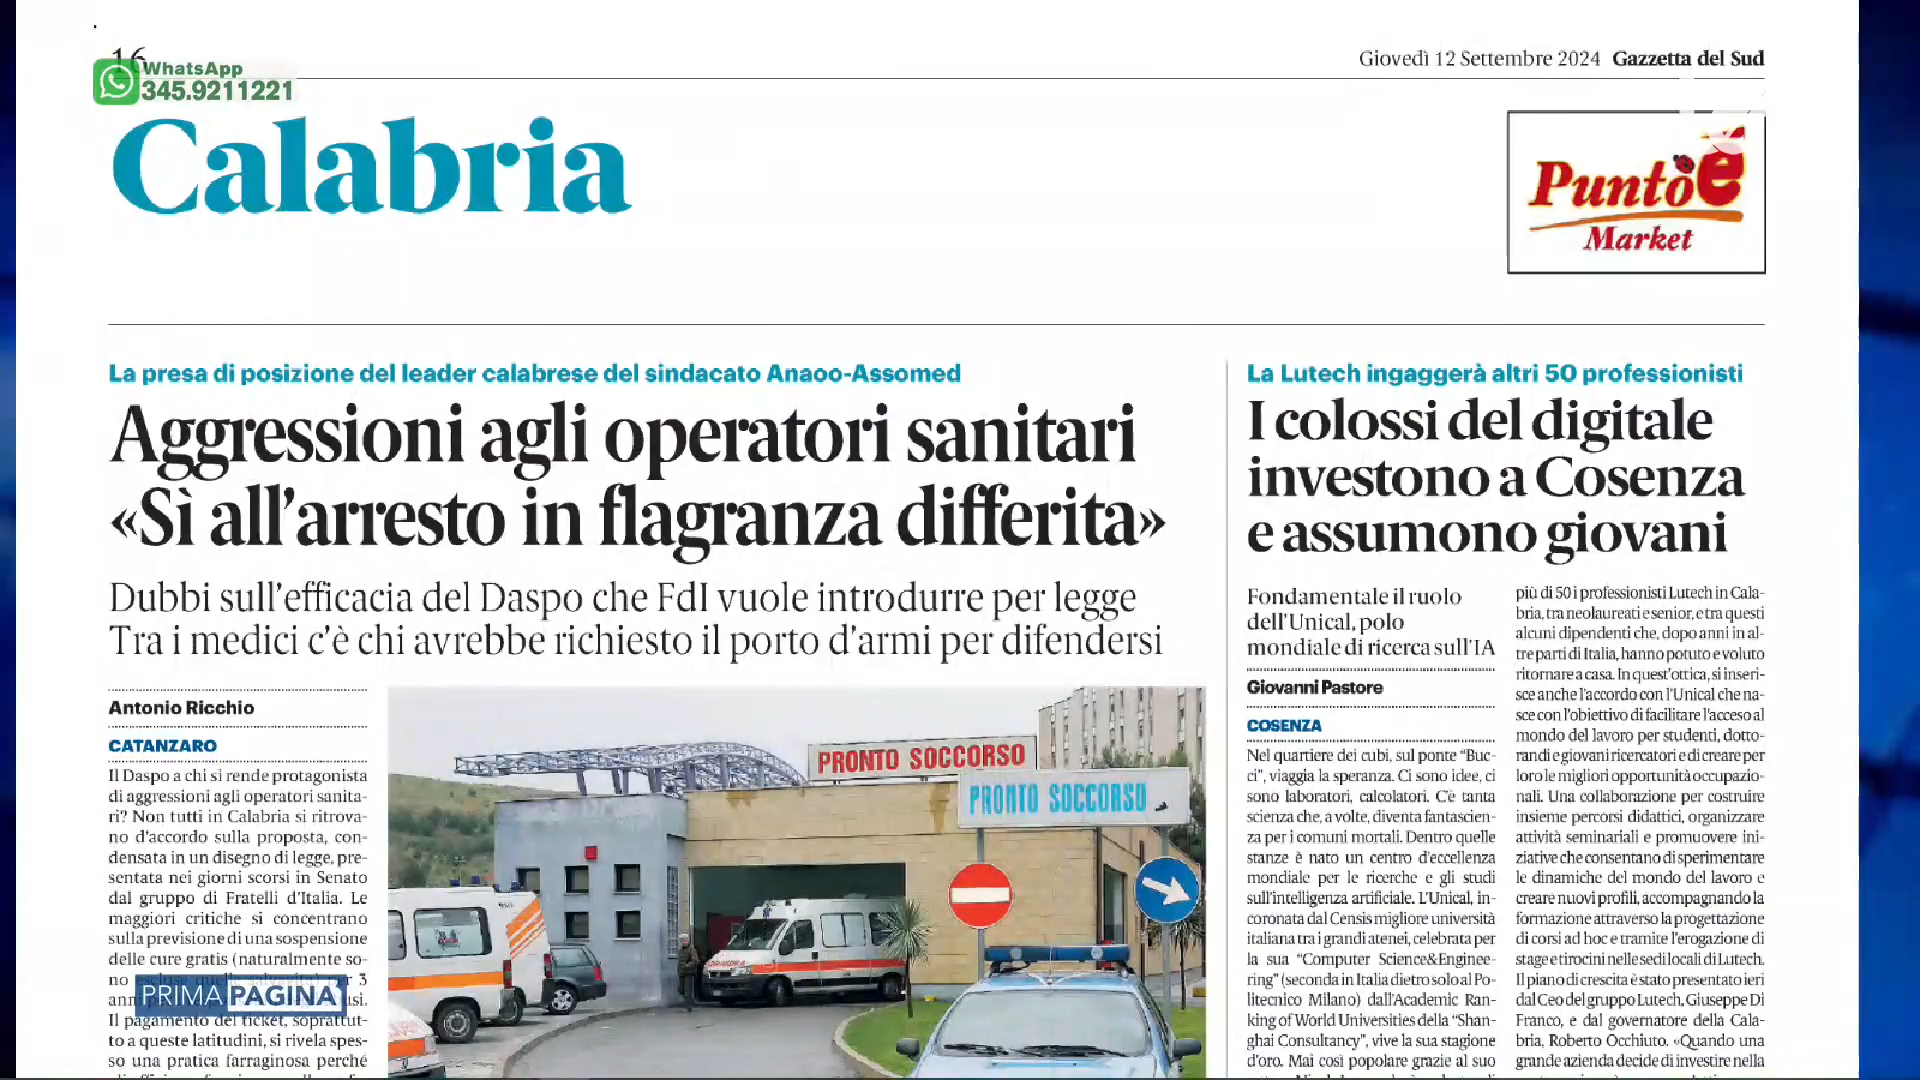 16
WhatsApp
345.9211221
Giovedì 12 Settembre 2024 Gazzetta del Sud
Calabria
Punto è
Market
La presa di posizione del leader calabrese del sindacato Anaoo-Assomed
Aggressioni agli operatori sanitari
«Sì all'arresto in flagranza differita»
Dubbi sull'efficacia del Daspo che FdI vuole introdurre per legge
Tra i medici c'è chi avrebbe richiesto il porto d'armi per difendersi
Antonio Ricchio
CATANZARO
Il Daspo a chi si rende protagonista
di aggressioni agli operatori sanita-
ri? Non tutti in Calabria si ritrova-
no d'accordo sulla proposta, con-
densata in un disegno di legge, pre-
sentata nei giorni scorsi in Senato
dal gruppo di Fratelli d'Italia. Le
maggiori critiche si concentrano
sulla previsione di una sospensione
delle cure gratis (naturalmente so-
no escluse quelle salvavita) per 3
anni
usi.
Il pagamento del ticket, soprattut-
to a queste latitudini, si rivela spes-
so una pratica farraginosa perché
PRONTO SOCCORSO
PRONTO SOCCORSO
PRIMA PAGINA
La Lutech ingaggerà altri 50 professionisti
I colossi del digitale
investono a Cosenza
e assumono giovani
Fondamentale il ruolo
dell'Unical, polo
mondiale di ricerca sull'IA
Giovanni Pastore
COSENZA
Nel quartiere dei cubi, sul ponte “Buc-
ci”, viaggia la speranza. Ci sono idee, ci
sono laboratori, calcolatori. C'è tanta
scienza che, a volte, diventa fantascien-
za per i comuni mortali. Dentro quelle
stanze è nato un centro d'eccellenza
mondiale per le ricerche e gli studi
sull'intelligenza artificiale. L'Unical, in-
coronata dal Censis migliore università
italiana tra i grandi atenei, celebrata per
la sua “Computer Science&Enginee-
ring” (seconda in Italia dietro solo al Po-
litecnico Milano) dall'Academic Ran-
king of World Universities della “Shan-
ghai Consultancy”, vive la sua stagione
d'oro. Mai così popolare grazie al suo
più di 50 i professionisti Lutech in Cala-
bria, tra neolaureati e senior, e tra questi
alcuni dipendenti che, dopo anni in al-
tre parti di Italia, hanno potuto e voluto
ritornare a casa. In quest'ottica, si inseri-
sce anche l'accordo con l'Unical che na-
sce con l'obiettivo di facilitare l'acceso al
mondo del lavoro per studenti, dotto-
randi e giovani ricercatori e di creare per
loro le migliori opportunità occupazio-
nali. Una collaborazione per costruire
insieme percorsi didattici, organizzare
attività seminariali e promuovere ini-
ziative che consentano di sperimentare
le dinamiche del mondo del lavoro e
creare nuovi profili, accompagnando la
formazione attraverso la progettazione
di corsi ad hoc e tramite l'erogazione di
stage e tirocini nelle sedi locali di Lutech.
Il piano di crescita è stato presentato ieri
dal Ceo del gruppo Lutech, Giuseppe Di
Franco, e dal governatore della Cala-
bria, Roberto Occhiuto. «Quando una
grande azienda decide di investire nella